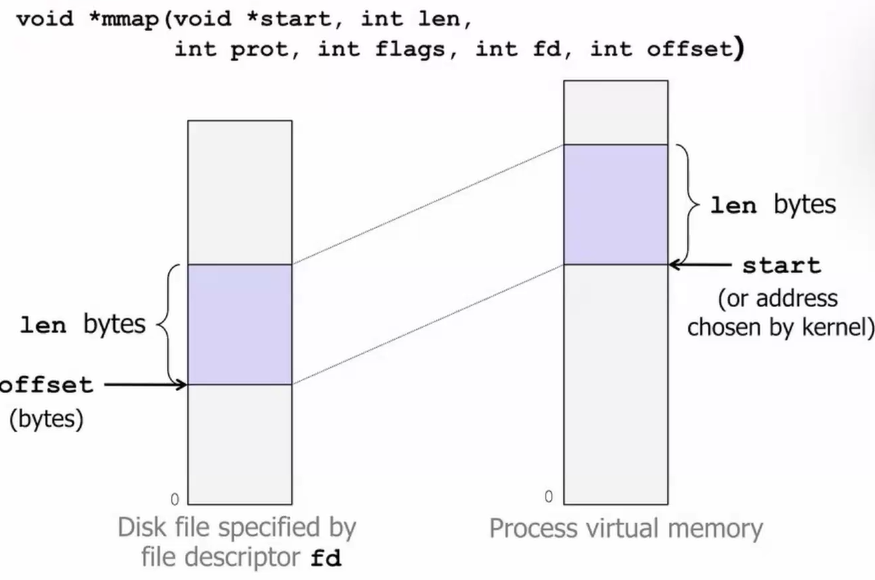 void *mmap(void *start, int len,
int prot, int flags, int fd, int offset)
len bytes
start
(or address
chosen by kernel)
len bytes
offset
(bytes)
0
0
Disk file specified by
file descriptor fd
Process virtual memory